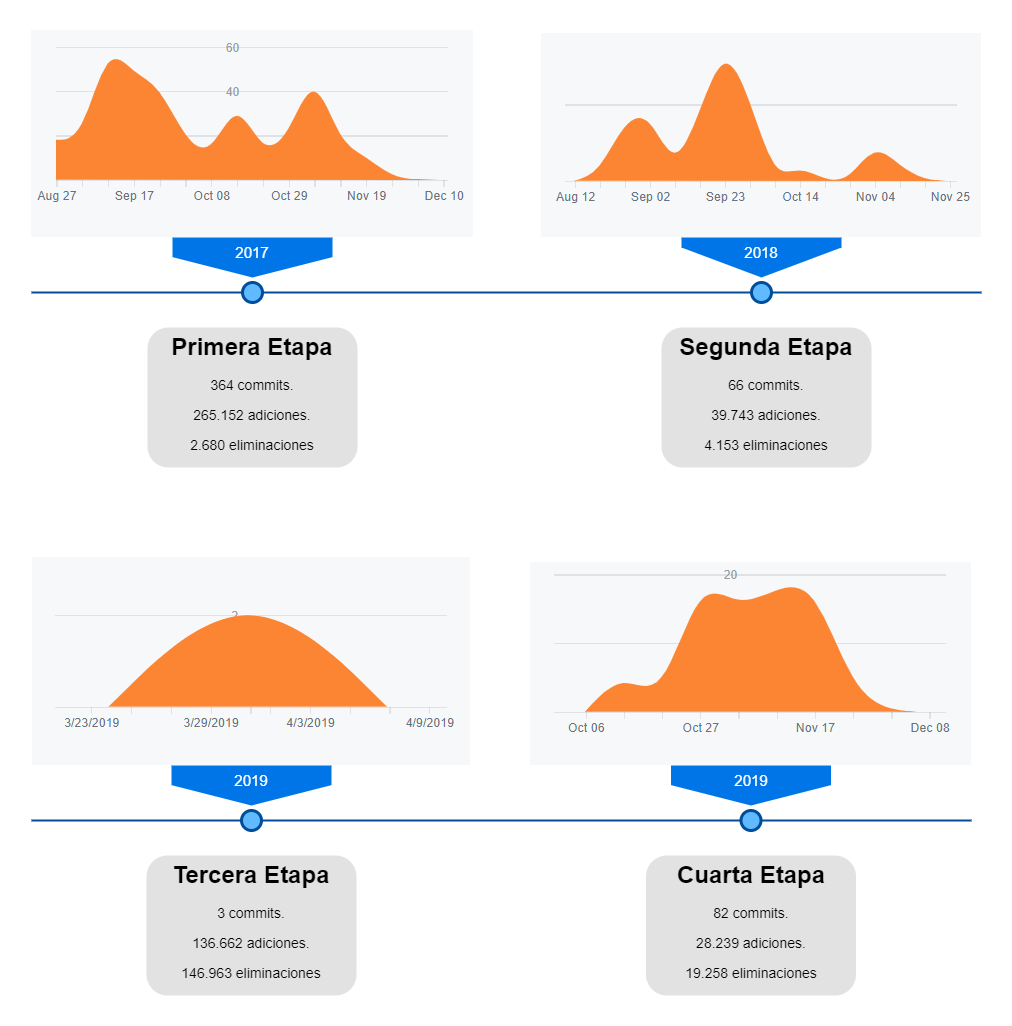 60
40
Aug 27 Sep 17 Oct 08 Oct 29 Nov 19 Dec 10
2017
Primera Etapa
364 commits.
265.152 adiciones.
2.680 eliminaciones
Aug 12 Sep 02 Sep 23 Oct 14 Nov 04 Nov 25
2018
Segunda Etapa
66 commits.
39.743 adiciones.
4.153 eliminaciones
3/23/2019 3/29/2019 4/3/2019 4/9/2019
2019
Tercera Etapa
3 commits.
136.662 adiciones.
146.963 eliminaciones
20
Oct 06 Oct 27 Nov 17 Dec 08
2019
Cuarta Etapa
82 commits.
28.239 adiciones.
19.258 eliminaciones